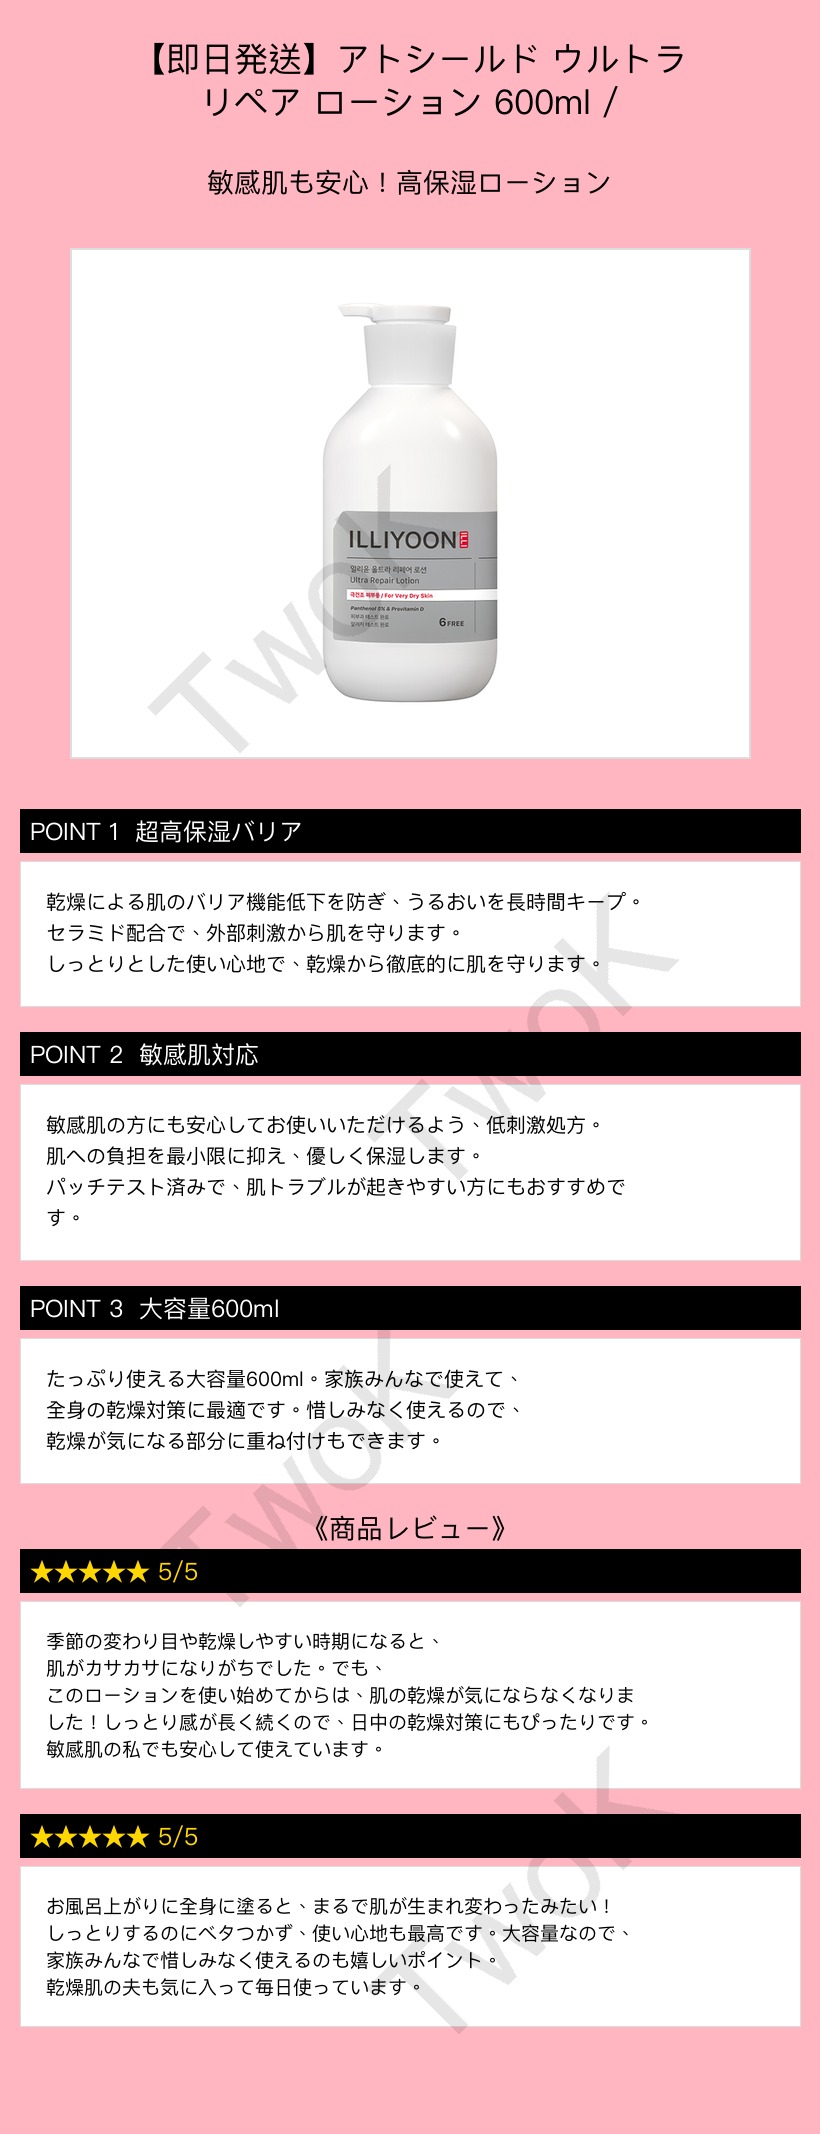 【即日発送】アトシールド ウルトラ
リペア ローション 600ml /
敏感肌も安心！高保湿ローション
ILLIYOON
ILLI
일리윤 울트라 리페어 로션
Ultra Repair Lotion
극건조 피부용 / For Very Dry Skin
Panthenol 5% & Provitamin D
피부과 테스트 완료
알러지 테스트 완료
6FREE
TwoK
POINT 1 超高保湿バリア
乾燥による肌のバリア機能低下を防ぎ、うるおいを長時間キープ。
セラミド配合で、外部刺激から肌を守ります。
しっとりとした使い心地で、乾燥から徹底的に肌を守ります。
TwoK
POINT 2 敏感肌対応
敏感肌の方にも安心してお使いいただけるよう、低刺激処方。
肌への負担を最小限に抑え、優しく保湿します。
パッチテスト済みで、肌トラブルが起きやすい方にもおすすめで
す。
POINT 3 大容量600ml
たっぷり使える大容量600ml。家族みんなで使えて、
全身の乾燥対策に最適です。惜しみなく使えるので、
乾燥が気になる部分に重ね付けもできます。
TwoK
《商品レビュー》
★★★★★ 5/5
季節の変わり目や乾燥しやすい時期になると、
肌がカサカサになりがちでした。でも、
このローションを使い始めてからは、肌の乾燥が気にならなくなりま
した！しっとり感が長く続くので、日中の乾燥対策にもぴったりです。
敏感肌の私でも安心して使えています。
★★★★★ 5/5
お風呂上がりに全身に塗ると、まるで肌が生まれ変わったみたい！
しっとりするのにベタつかず、使い心地も最高です。大容量なので、
家族みんなで惜しみなく使えるのも嬉しいポイント。
乾燥肌の夫も気に入って毎日使っています。
TwoK